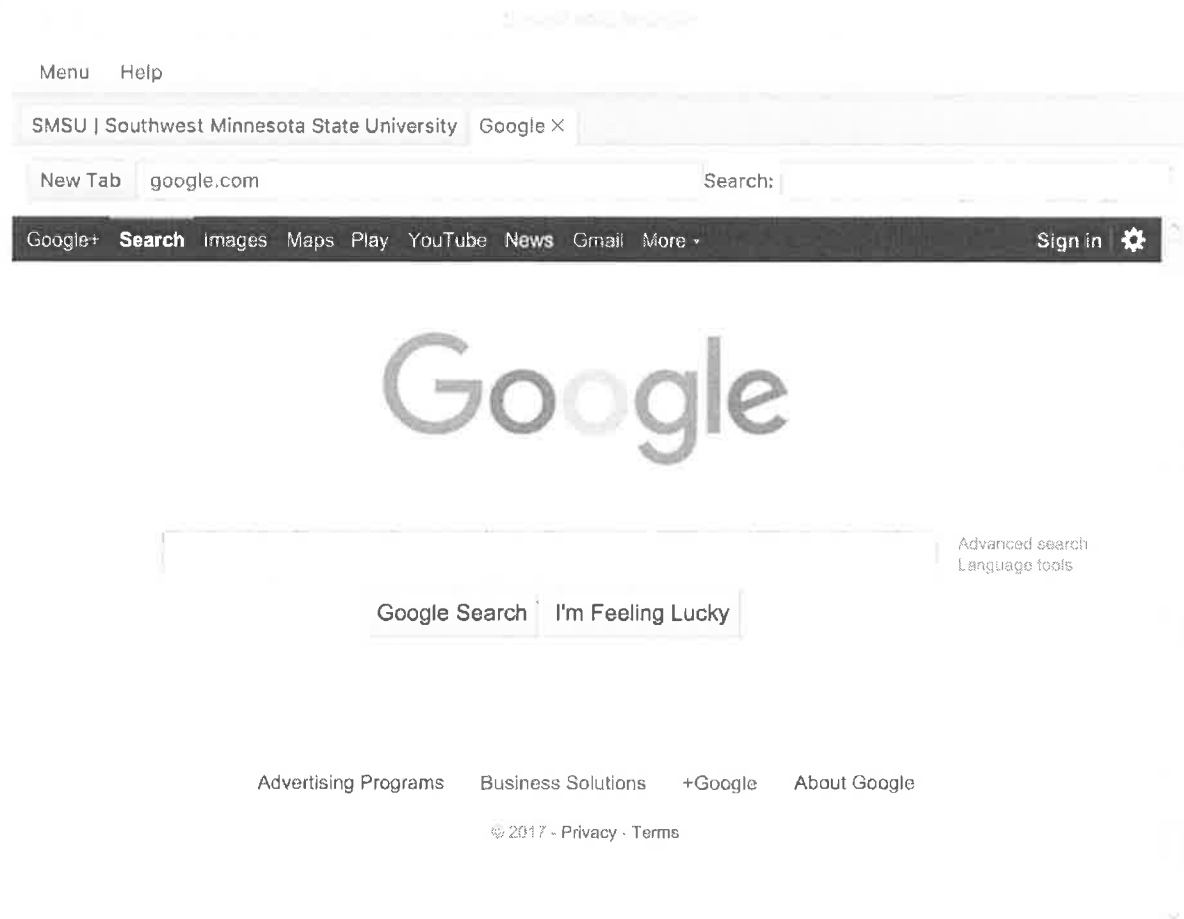 Menu Help
SMSU | Southwest Minnesota State University Google ×
New Tab google.com Search:
Google+ Search Images Maps Play YouTube News Gmail More
Sign in
Google
Advanced search
Language tools
Google Search I'm Feeling Lucky
Advertising Programs Business Solutions +Google About Google
© 2017 - Privacy - Terms